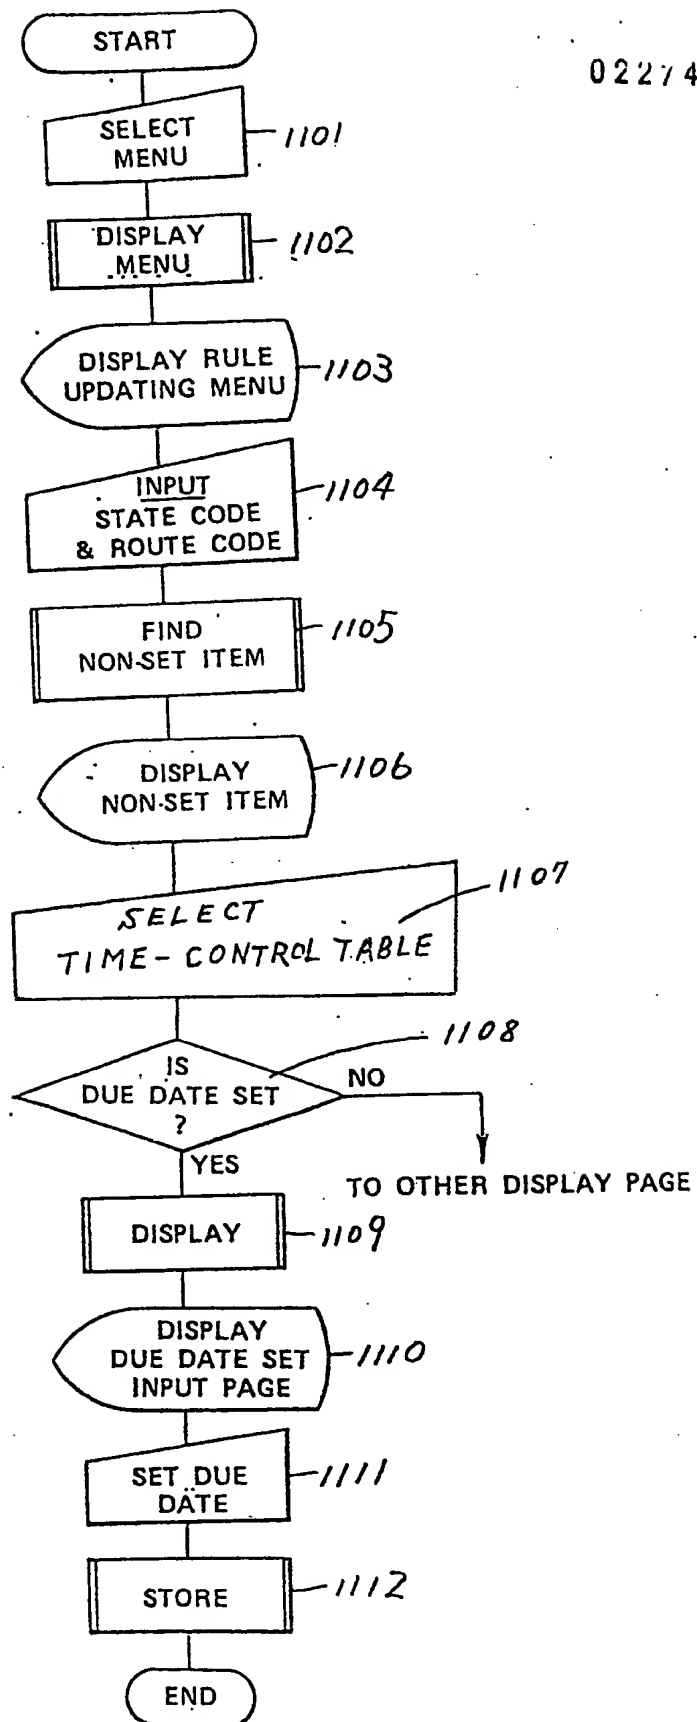 START
02274
SELECT
MENU
1101
DISPLAY
MENU
1102
DISPLAY RULE
UPDATING MENU
1103
INPUT
STATE CODE
& ROUTE CODE
1104
FIND
NON-SET ITEM
1105
DISPLAY
NON-SET ITEM
1106
SELECT
TIME-CONTROL TABLE
1107
IS
DUE DATE SET
?
1108
NO
YES
TO OTHER DISPLAY PAGE
DISPLAY
1109
DISPLAY
DUE DATE SET
INPUT PAGE
1110
SET DUE
DATE
1111
STORE
1112
END